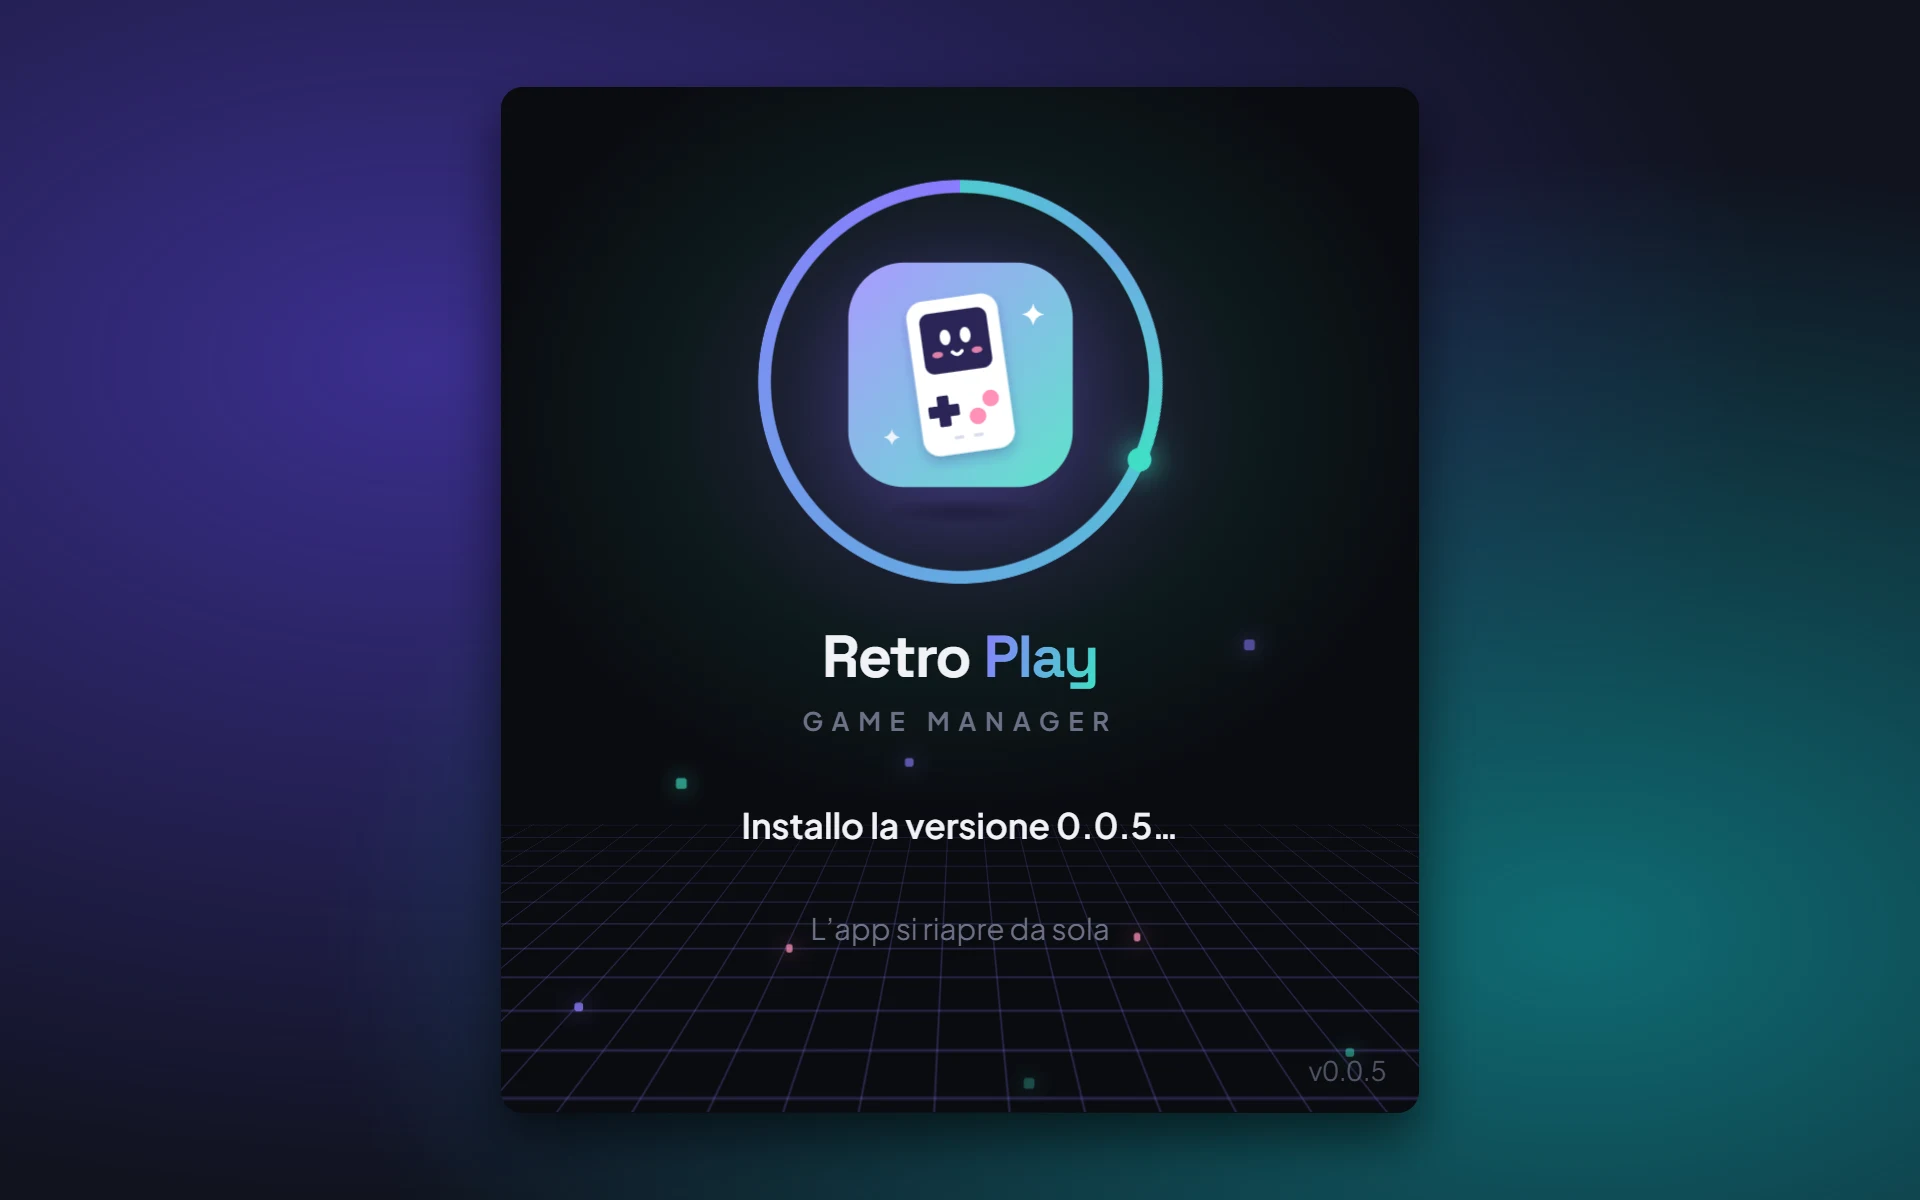 Retro Play
GAME MANAGER
Installo la versione 0.0.5…
L’app si riapre da sola
v0.0.5